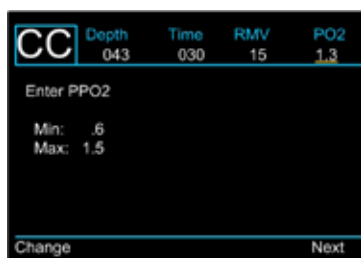 CC Depth Time RMV PO2
043 030 15 1.3
Enter PPO2
Min: .6
Max: 1.5
Change Next